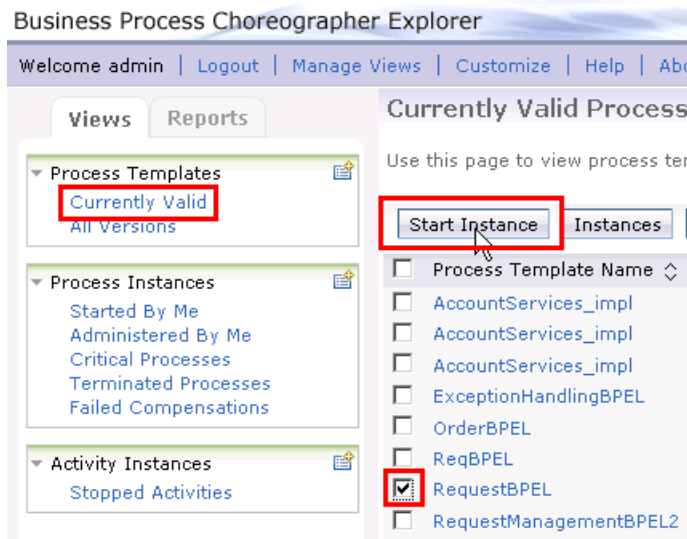 Business Process Choreographer Explorer
Welcome admin | Logout | Manage Views | Customize | Help |
Views Reports
Process Templates
Currently Valid
All Versions
Process Instances
Started By Me
Administered By Me
Critical Processes
Terminated Processes
Failed Compensations
Activity Instances
Stopped Activities
Currently Valid Process
Use this page to view process
Start Instance Instances
Process Template Name
AccountServices_impl
AccountServices_impl
AccountServices_impl
ExceptionHandlingBPEL
OrderBPEL
ReqBPEL
RequestBPEL
RequestManagementBPEL2